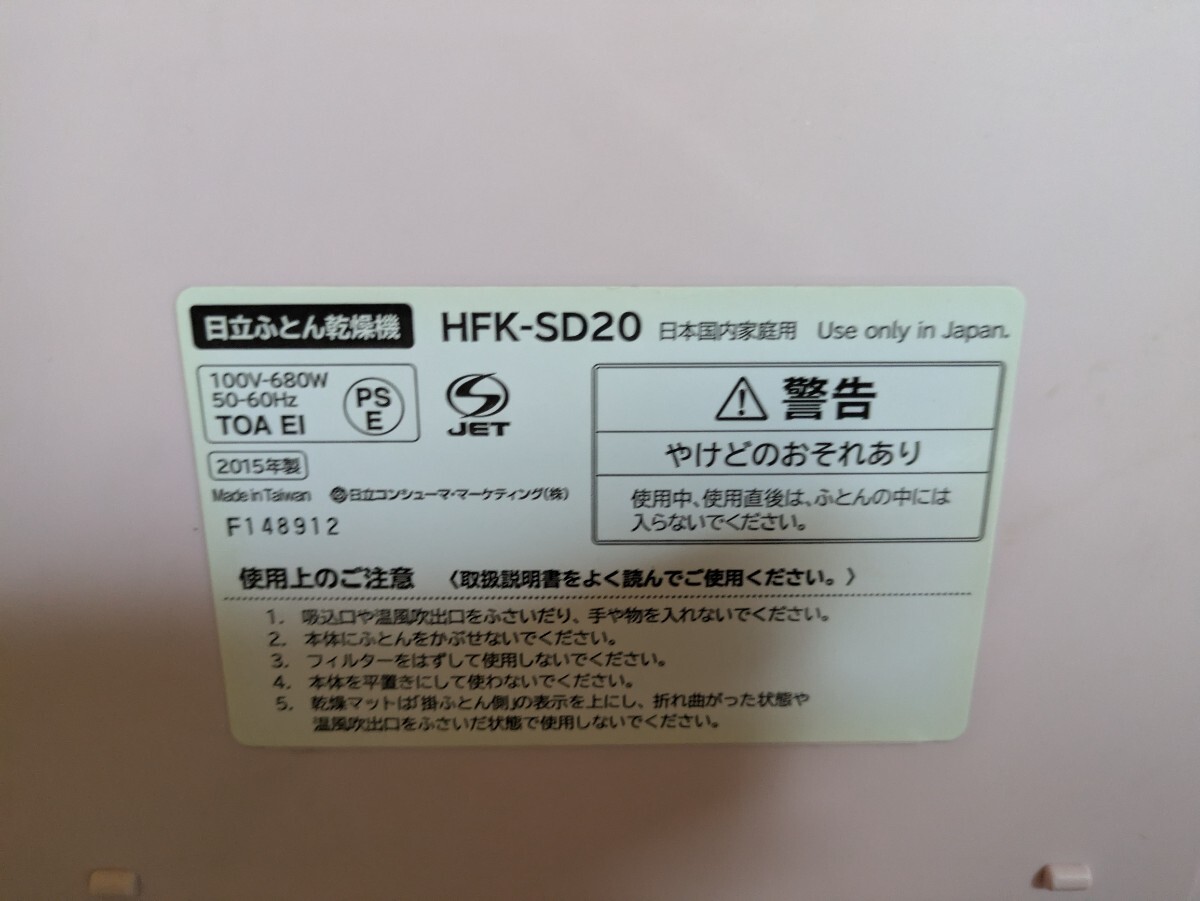 日立ふとん乾燥機 HFK-SD20 日本国内家庭用 Use only in Japan.
100V-680W
50-60Hz
TOA EI
PS
E
JET
2015年製
Made in Taiwan 日立コンシューマ・マーケティング(株)
F148912
警告
やけどのおそれあり
使用中、使用直後は、ふとんの中には
入らないでください。
使用上のご注意 〈取扱説明書をよく読んでご使用ください。〉
1. 吸込口や温風吹出口をふさいだり、手や物を入れないでください。
2. 本体にふとんをかぶせないでください。
3. フィルターをはずして使用しないでください。
4. 本体を平置きにして使わないでください。
5. 乾燥マットは「掛ふとん側」の表示を上にし、折れ曲がった状態や
温風吹出口をふさいだ状態で使用しないでください。